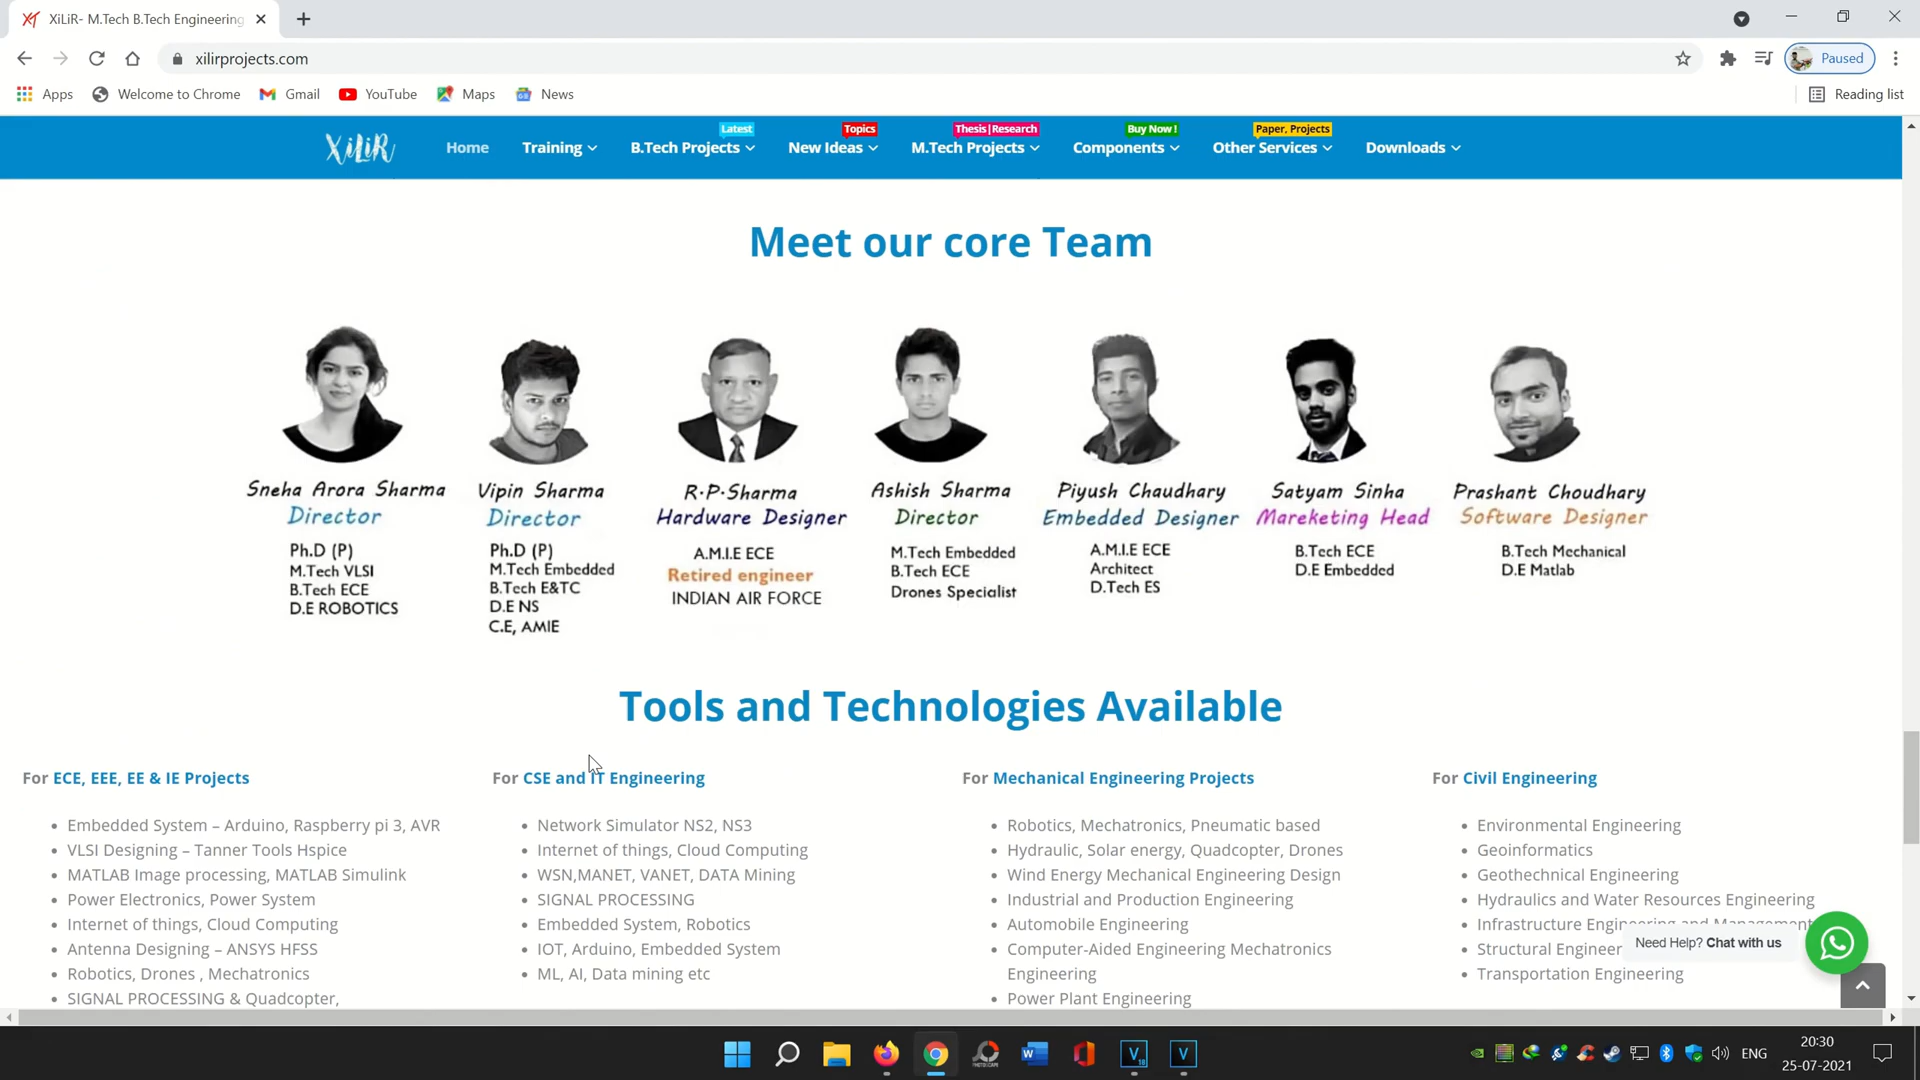 XiLiR- M.Tech B.Tech Engineering
xilirprojects.com
Paused
Apps
Welcome to Chrome
Gmail
YouTube
Maps
News
Reading list
XiLiR
Home
Training
Latest
B.Tech Projects
Topics
New Ideas
Thesis|Research
M.Tech Projects
Buy Now !
Components
Paper, Projects
Other Services
Downloads
Meet our core Team
Sneha Arora Sharma
Director
Ph.D (P)
M.Tech VLSI
B.Tech ECE
D.E ROBOTICS
Vipin Sharma
Director
Ph.D (P)
M.Tech Embedded
B.Tech E&TC
D.E NS
C.E, AMIE
R.P.Sharma
Hardware Designer
A.M.I.E ECE
Retired engineer
INDIAN AIR FORCE
Ashish Sharma
Director
M.Tech Embedded
B.Tech ECE
Drones Specialist
Piyush Chaudhary
Embedded Designer
A.M.I.E ECE
Architect
D.Tech ES
Satyam Sinha
Mareketing Head
B.Tech ECE
D.E Embedded
Prashant Choudhary
Software Designer
B.Tech Mechanical
D.E Matlab
Tools and Technologies Available
For ECE, EEE, EE & IE Projects
Embedded System – Arduino, Raspberry pi 3, AVR
VLSI Designing – Tanner Tools Hspice
MATLAB Image processing, MATLAB Simulink
Power Electronics, Power System
Internet of things, Cloud Computing
Antenna Designing – ANSYS HFSS
Robotics, Drones , Mechatronics
SIGNAL PROCESSING & Quadcopter,
For CSE and IT Engineering
Network Simulator NS2, NS3
Internet of things, Cloud Computing
WSN,MANET, VANET, DATA Mining
SIGNAL PROCESSING
Embedded System, Robotics
IOT, Arduino, Embedded System
ML, AI, Data mining etc
For Mechanical Engineering Projects
Robotics, Mechatronics, Pneumatic based
Hydraulic, Solar energy, Quadcopter, Drones
Wind Energy Mechanical Engineering Design
Industrial and Production Engineering
Automobile Engineering
Computer-Aided Engineering Mechatronics
Engineering
Power Plant Engineering
For Civil Engineering
Environmental Engineering
Geoinformatics
Geothechnical Engineering
Hydraulics and Water Resources Engineering
Infrastructure Engineering and Management
Structural Engineer
Transportation Engineering
Need Help? Chat with us
ENG
20:30
25-07-2021